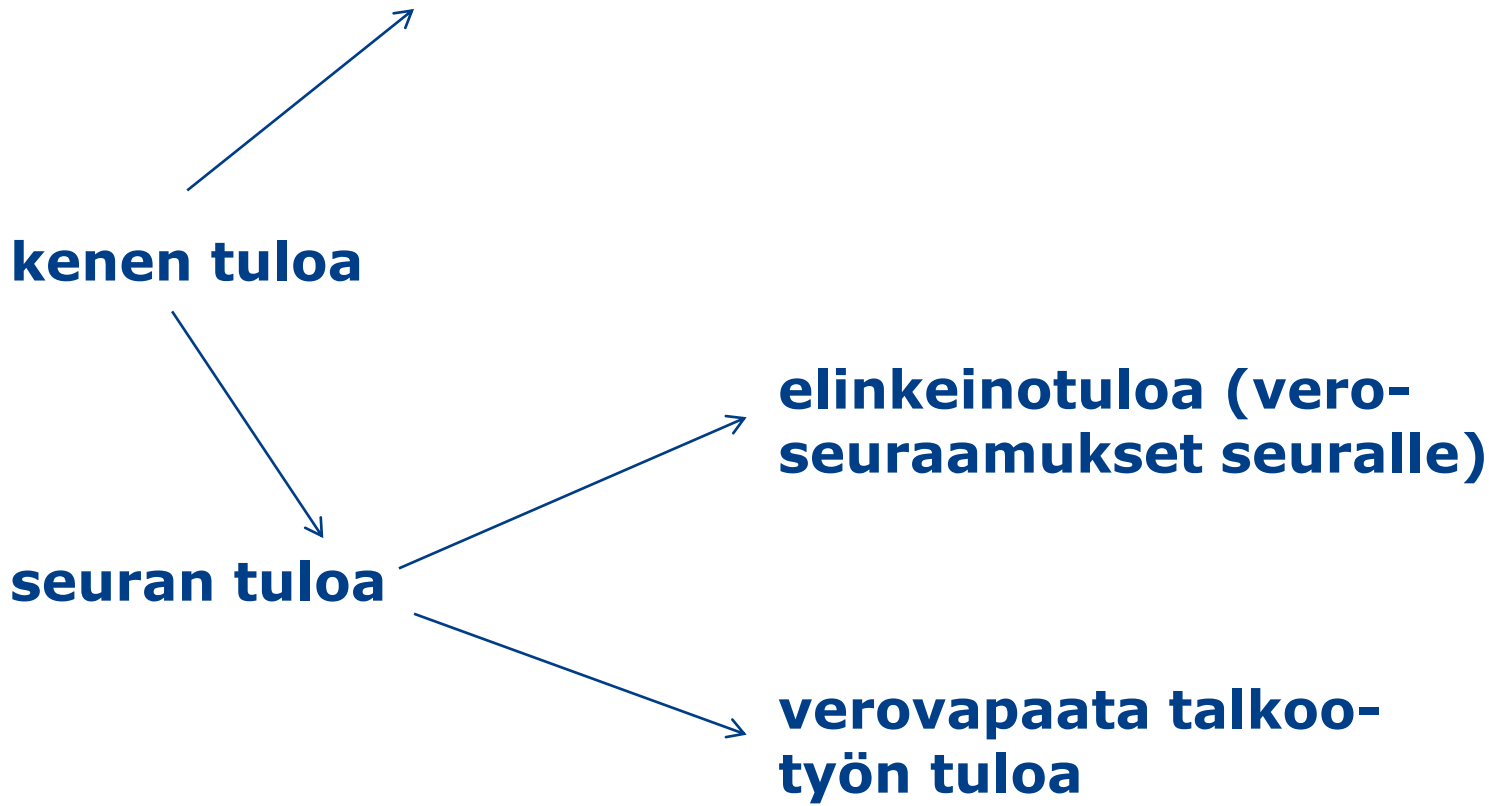 kenen tuloa
elinkeinotuloa (vero-
seuraamukset seuralle)
seuran tuloa
verovapaata talkoo-
työn tuloa